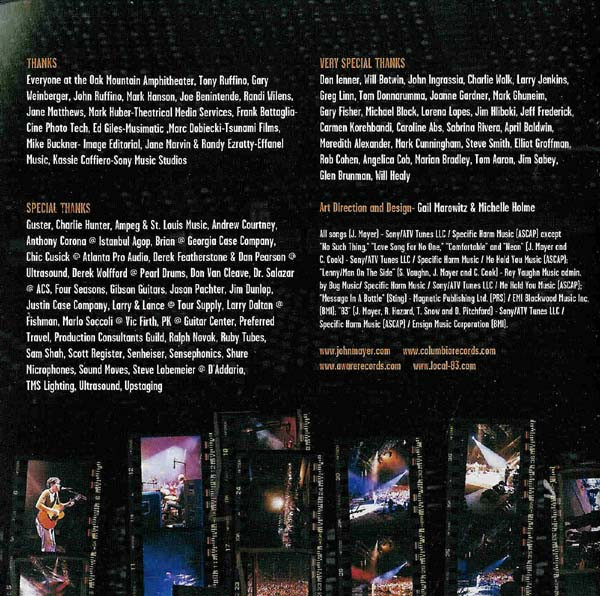 THANKS
Everyone at the Oak Mountain Amphitheater, Tony Ruffino, Gary
Weinberger, John Ruffino, Mark Hanson, Joe Benintende, Randi Wilens,
Jane Matthews, Mark Huber-Theatrical Media Services, Frank Battaglia-
Cine Photo Tech, Ed Giles-Musimatic ,Marc Dobiecki-Tsunami Films,
Mike Buckner- Image Editorial, Jane Marvin & Randy Ezratty-Effanel
Music, Kassie Caffiero-Sony Music Studios
SPECIAL THANKS
Guster, Charlie Hunter, Ampeg & St. Louis Music, Andrew Courtney,
Anthony Corona @ Istanbul Agop, Brian @ Georgia Case Company,
Chic Cusick @ Atlanta Pro Audio, Derek Featherstone & Dan Pearson @
Ultrasound, Derek Wolfford @ Pearl Drums, Don Van Cleave, Dr. Salazar
@ ACS, Four Seasons, Gibson Guitars, Jason Pachter, Jim Dunlop,
Justin Case Company, Larry & Lance @ Tour Supply, Larry Dalton @
Fishman, Marlo Soccoli @ Vic Firth, PK @ Guitar Center, Preferred
Travel, Production Consultants Guild, Ralph Novak, Ruby Tubes,
Sam Shah, Scott Register, Senheiser, Sensephonics, Shure
Microphones, Sound Moves, Steve Lobemeier @ D'Addario,
TMS Lighting, Ultrasound, Upstaging
VERY SPECIAL THANKS
Don Ienner, Will Botwin, John Ingrassia, Charlie Walk, Larry Jenkins,
Greg Linn, Tom Donnarumma, Joanne Gardner, Mark Ghuneim,
Gary Fisher, Michael Block, Lorena Lopes, Jim Hliboki, Jeff Frederick,
Carmen Korehbandi, Caroline Abs, Sabrina Rivera, April Baldwin,
Meredith Alexander, Mark Cunningham, Steve Smith, Elliot Groffman,
Rob Cohen, Angelica Cob, Marian Bradley, Tom Aaron, Jim Sabey,
Glen Brunman, Will Healy
Art Direction and Design- Gail Marowitz & Michelle Holme
All songs (J. Mayer) - Sony/ATV Tunes LLC / Specific Harm Music (ASCAP) except
"No Such Thing," "Love Song For No One," "Comfortable" and "Neon" (J. Mayer and
C. Cook) - Sony/ATV Tunes LLC / Specific Harm Music / Me Hold You Music (ASCAP);
"Lenny/Man On The Side" (S. Vaughn, J. Mayer and C. Cook) - Ray Vaughn Music admin.
by Bug Music/ Specific Harm Music / Sony/ATV Tunes LLC / Me Hold You Music (ASCAP);
"Message In A Bottle" (Sting) - Magnetic Publishing Ltd. (PRS) / EMI Blackwood Music Inc.
(BMI); "83" (J. Mayer, R. Hazard, T. Snow and D. Pitchford) - Sony/ATV Tunes LLC /
Specific Harm Music (ASCAP) / Ensign Music Corporation (BMI).
www.johnmayer.com www.columbiarecords.com
www.awarerecords.com www.local-83.com